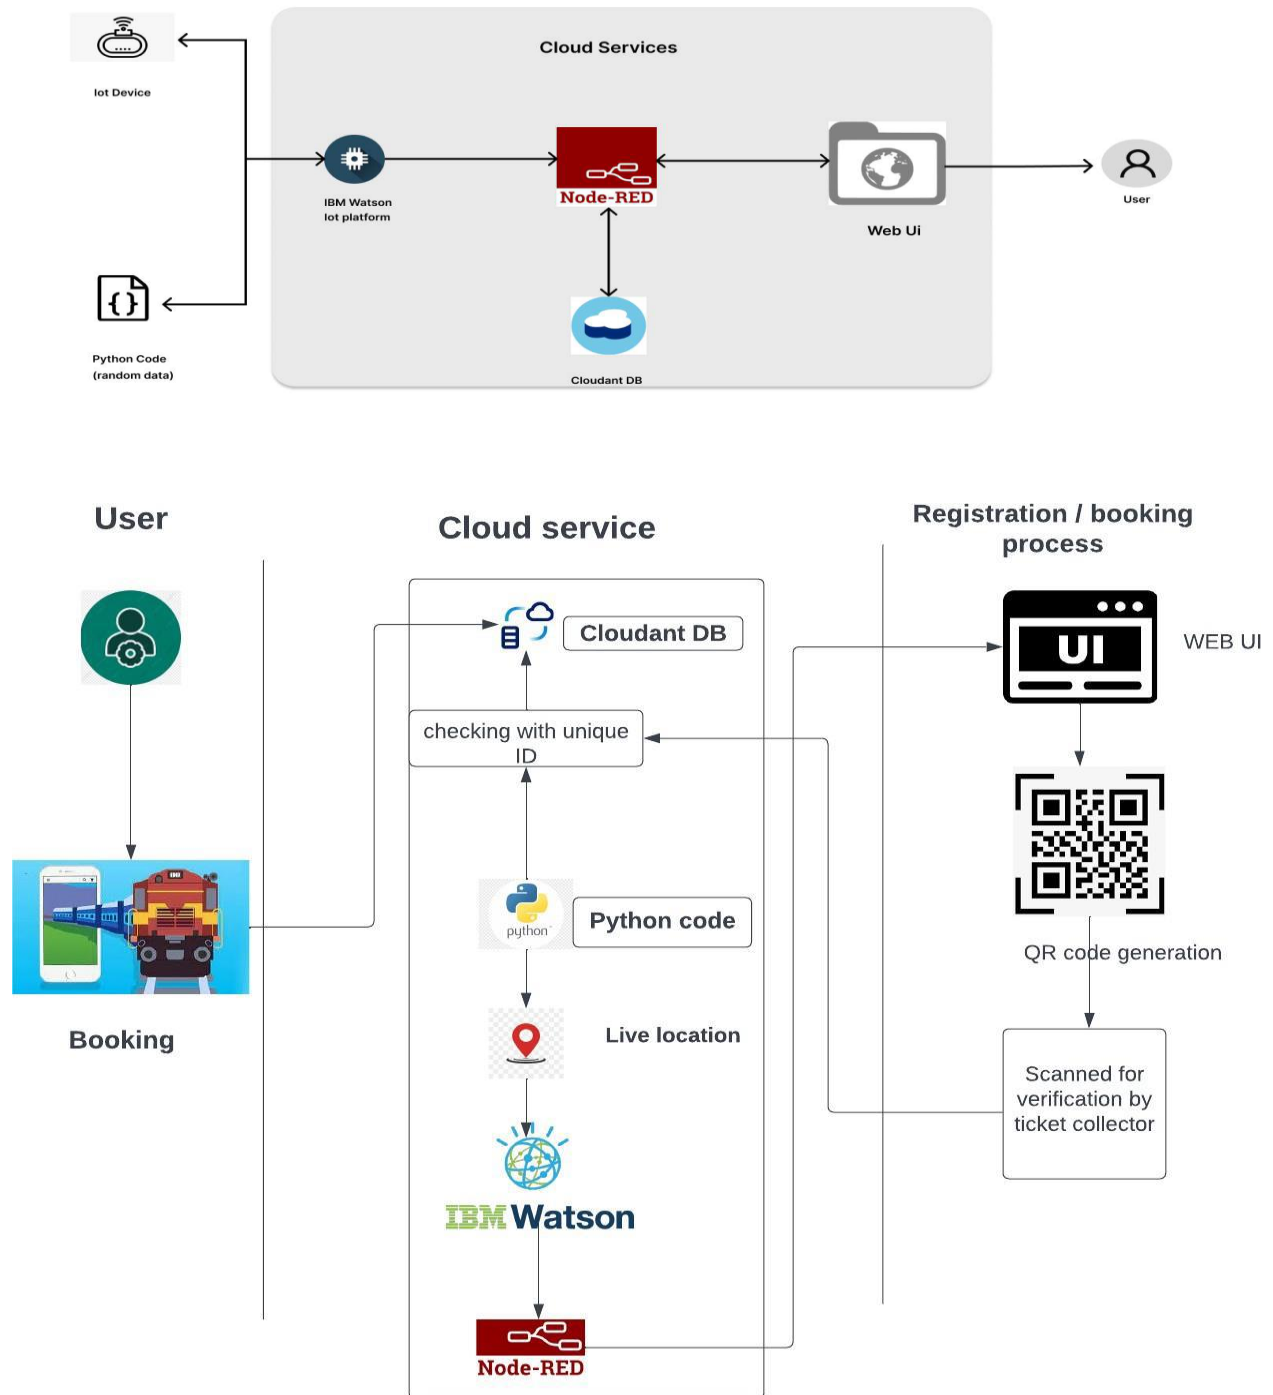 Cloud Services
Iot Device
IBM Watson
Iot platform
Node-RED
Web Ui
User
Python Code
(random data)
Cloudant DB
User
Cloud service
Registration / booking
process
Cloudant DB
UI
WEB UI
checking with unique
ID
python
Python code
QR code generation
Booking
Live location
Scanned for
verification by
ticket collector
IBM Watson
Node-RED